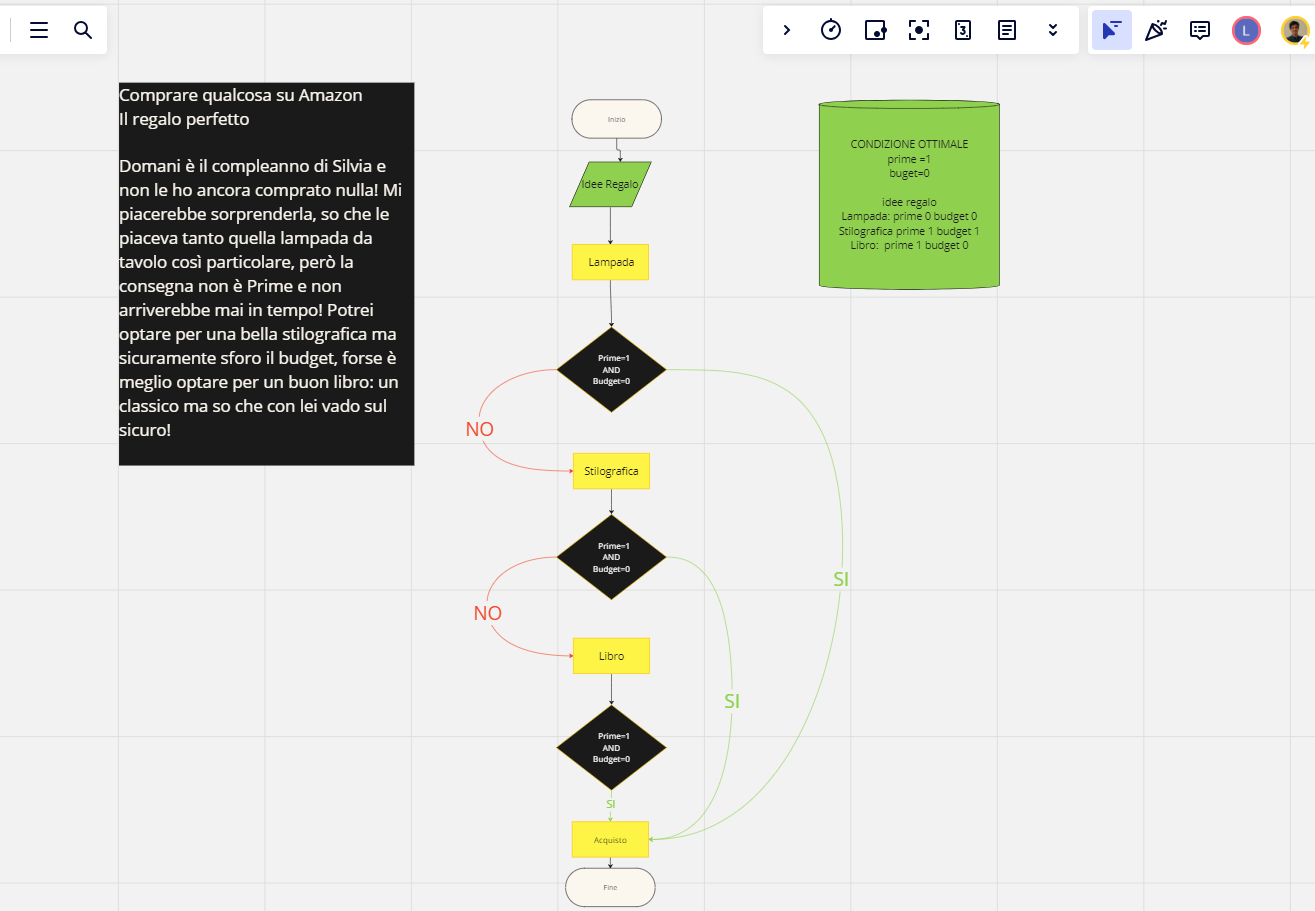 3
L
Comprare qualcosa su Amazon
Il regalo perfetto
Domani è il compleanno di Silvia e
non le ho ancora comprato nulla! Mi
piacerebbe sorprenderla, so che le
piaceva tanto quella lampada da
tavolo così particolare, però la
consegna non è Prime e non
arriverebbe mai in tempo! Potrei
optare per una bella stilografica ma
sicuramente sforo il budget, forse è
meglio optare per un buon libro: un
classico ma so che con lei vado sul
sicuro!
Inizio
Idee Regalo
Lampada
Prime=1
AND
Budget=0
NO
SI
Stilografica
Prime=1
AND
Budget=0
NO
SI
Libro
Prime=1
AND
Budget=0
SI
Acquisto
Fine
CONDIZIONE OTTIMALE
prime =1
buget=0
idee regalo
Lampada: prime 0 budget 0
Stilografica prime 1 budget 1
Libro:  prime 1 budget 0